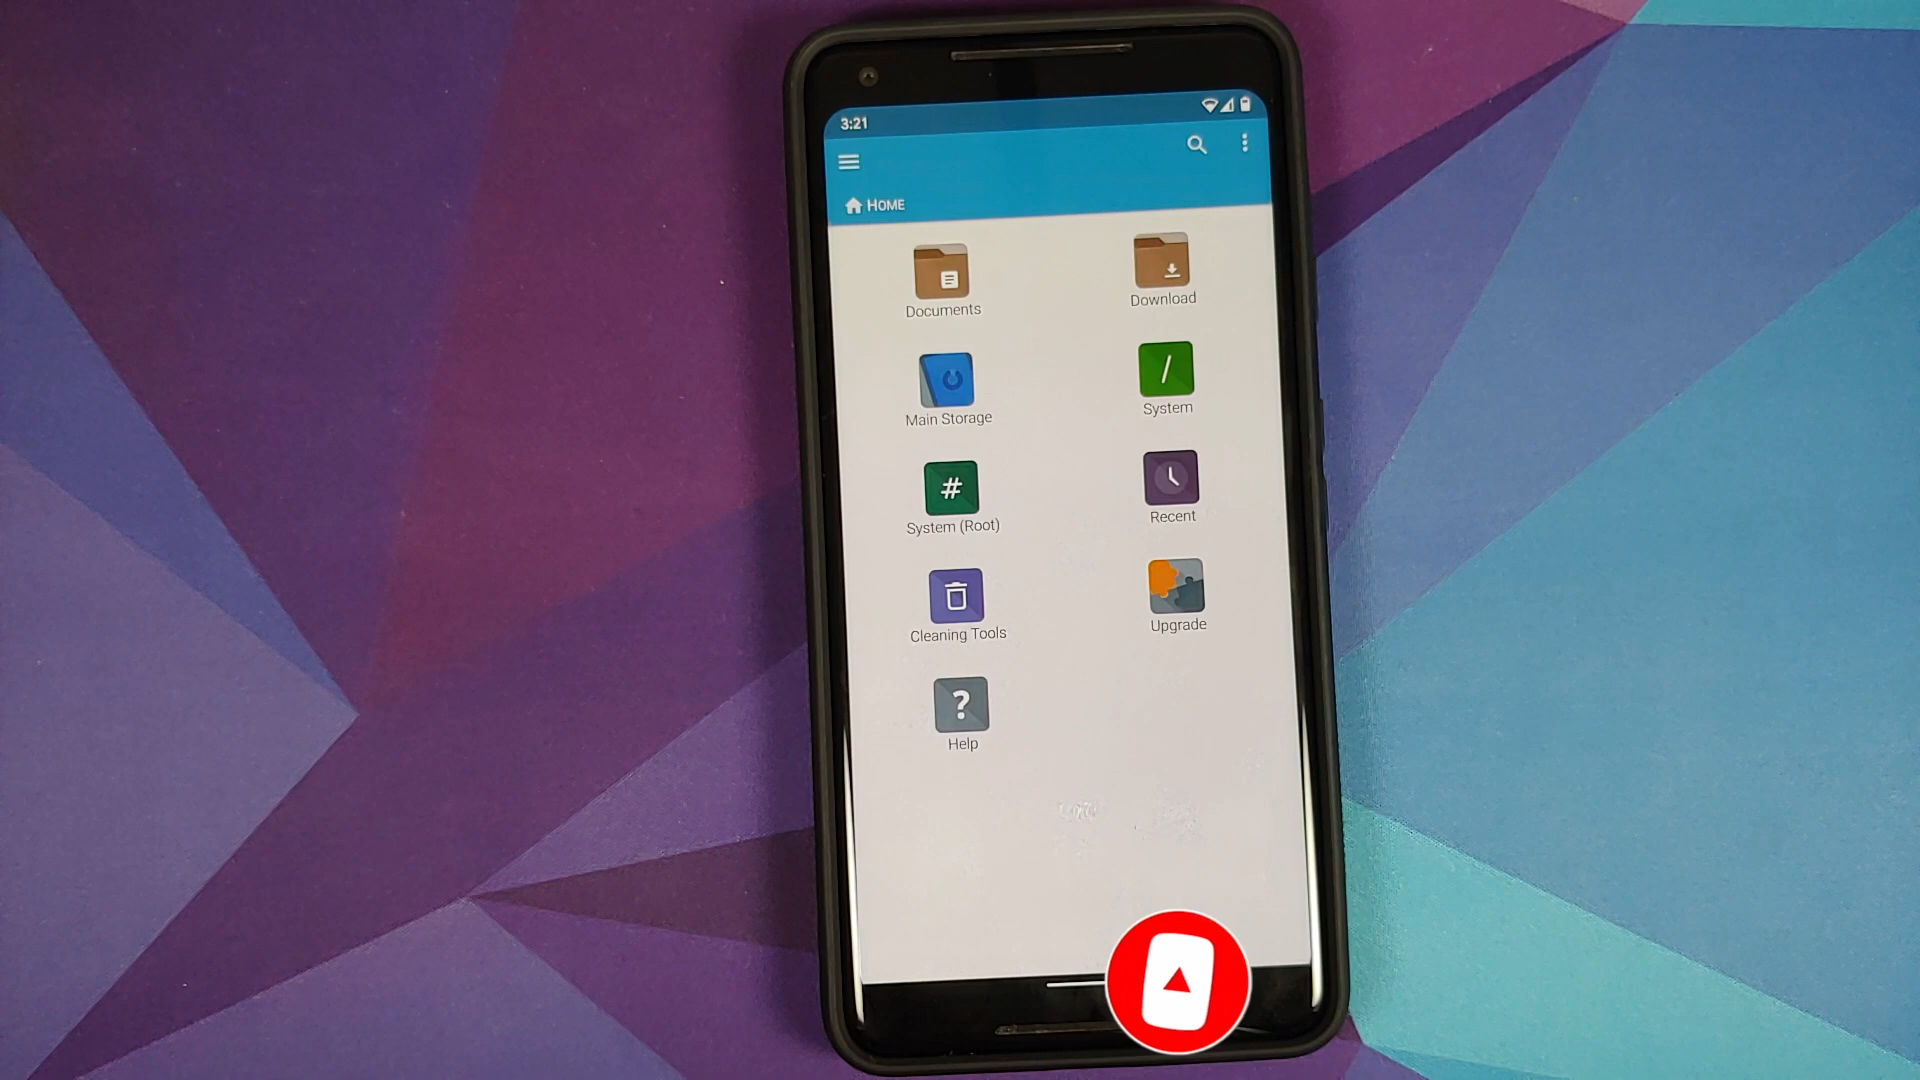 3:21
HOME
Documents
Download
Main Storage
/
System
#
System (Root)
Recent
Cleaning Tools
Upgrade
?
Help